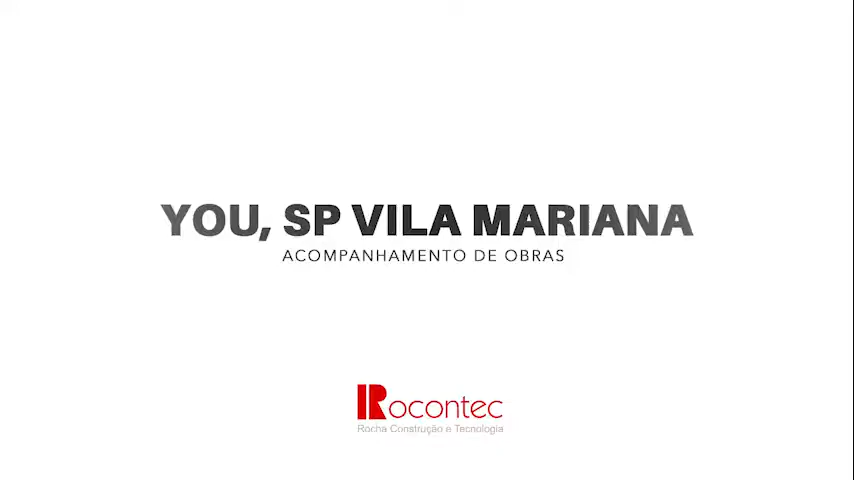 YOU, SP VILA MARIANA
ACOMPANHAMENTO DE OBRAS
Rocontec
Rocha Construção e Tecnologia